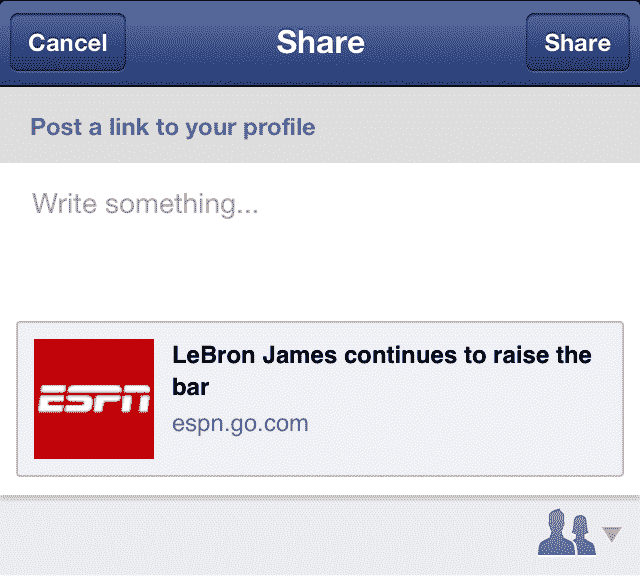 Cancel Share Share
Post a link to your profile
Write something...
LeBron James continues to raise the
bar
ESPN
espn.go.com